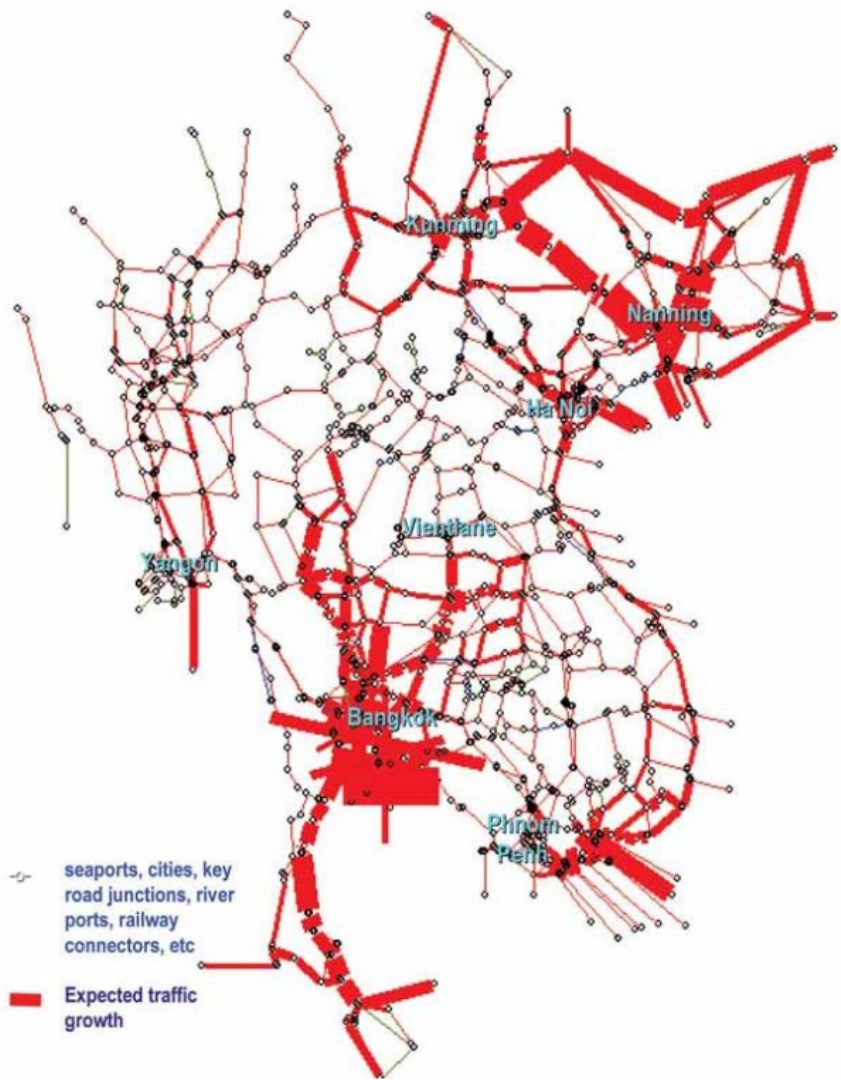 Kunming
Nanning
Ha Noi
Vientiane
Yangon
Bangkok
Phnom
Penh
seaports, cities, key
road junctions, river
ports, railway
connectors, etc
Expected traffic
growth